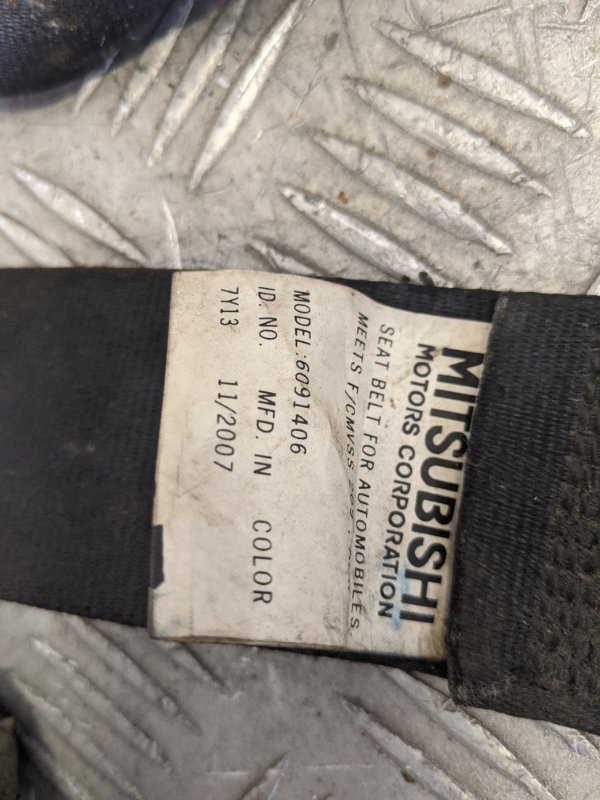 MITSUBISHI
MOTORS CORPORATION
SEAT BELT FOR AUTOMOBILES
MEETS F/CMVSS
MODEL:6091406
ID. NO. MFD. IN COLOR
7Y13 11/2007